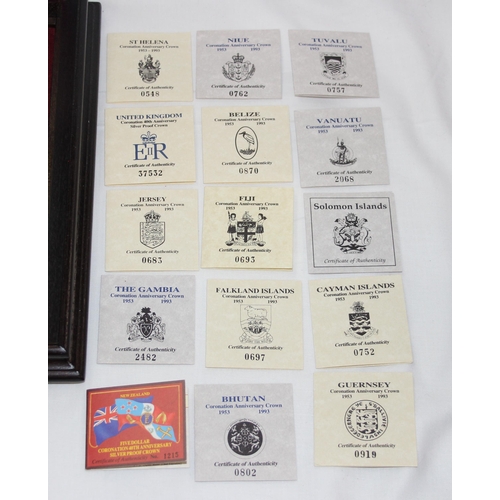 ST HELENA
Coronation Anniversary Crown
1953 - 1993
Certificate of Authenticity
0548
NIUE
Coronation Anniversary Crown
1953 1993
Certificate of Authenticity
0762
TUVALU
Coronation Anniversary Crown
1953 1993
Certificate of Authenticity
0757
UNITED KINGDOM
Coronation 40th Anniversary
Silver Proof Crown
EIIR
Certificate of Authenticity
37532
BELIZE
Coronation Anniversary Crown
1953 1993
Certificate of Authenticity
0870
VANUATU
Coronation Anniversary Crown
1953 1993
Certificate of Authenticity
2068
JERSEY
Coronation Anniversary Crown
1953 1993
Certificate of Authenticity
0683
FIJI
Coronation Anniversary Crown
1953 1993
Certificate of Authenticity
0693
Solomon Islands
Certificate of Authenticity
THE GAMBIA
Coronation Anniversary Crown
1953 1993
Certificate of Authenticity
2482
FALKLAND ISLANDS
Coronation Anniversary Crown
1953 1993
Certificate of Authenticity
0697
CAYMAN ISLANDS
Coronation Anniversary Crown
1953 1993
Certificate of Authenticity
0752
NEW ZEALAND
FIVE DOLLAR
CORONATION 40TH ANNIVERSARY
SILVER PROOF CROWN
BHUTAN
Coronation Anniversary Crown
1953 1993
Certificate of Authenticity
0802
GUERNSEY
Coronation Anniversary Crown
1953 1993
Certificate of Authenticity
0919